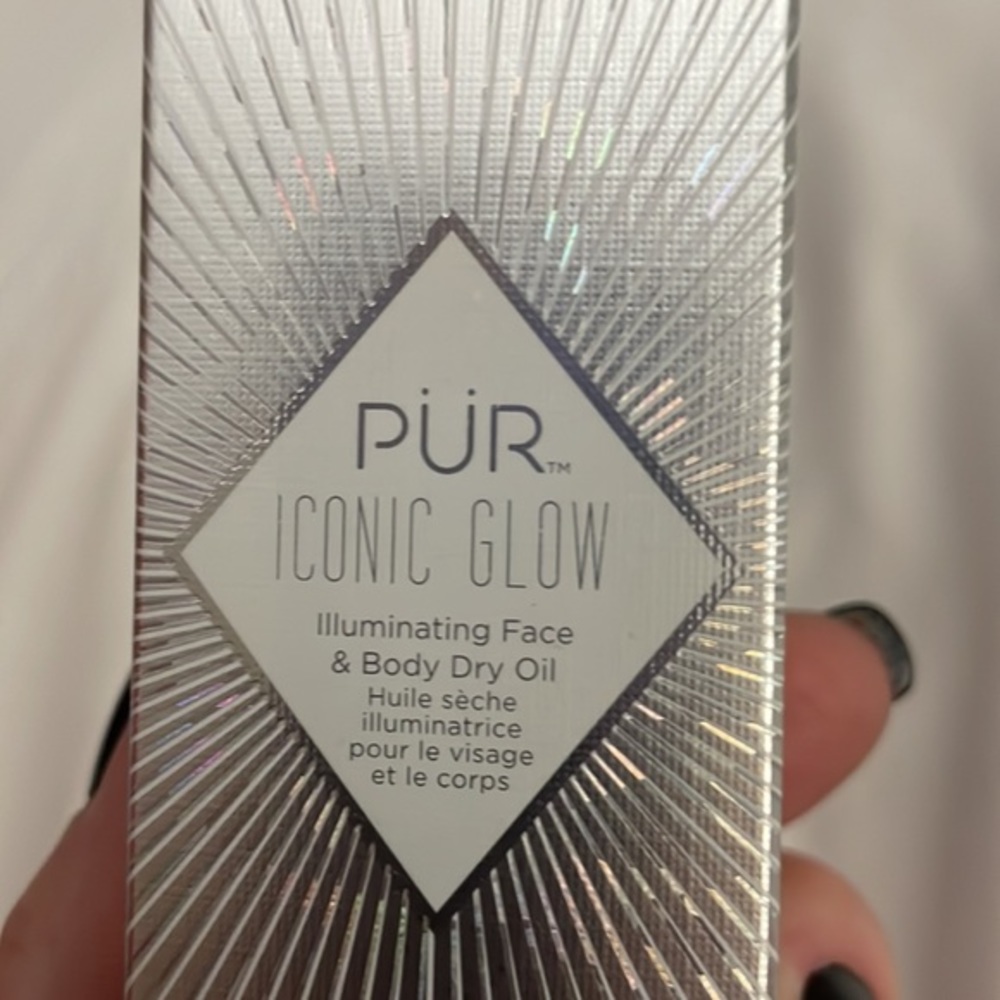 PÜR™
ICONIC GLOW
Illuminating Face
& Body Dry Oil
Huile sèche
illuminatrice
pour le visage
et le corps